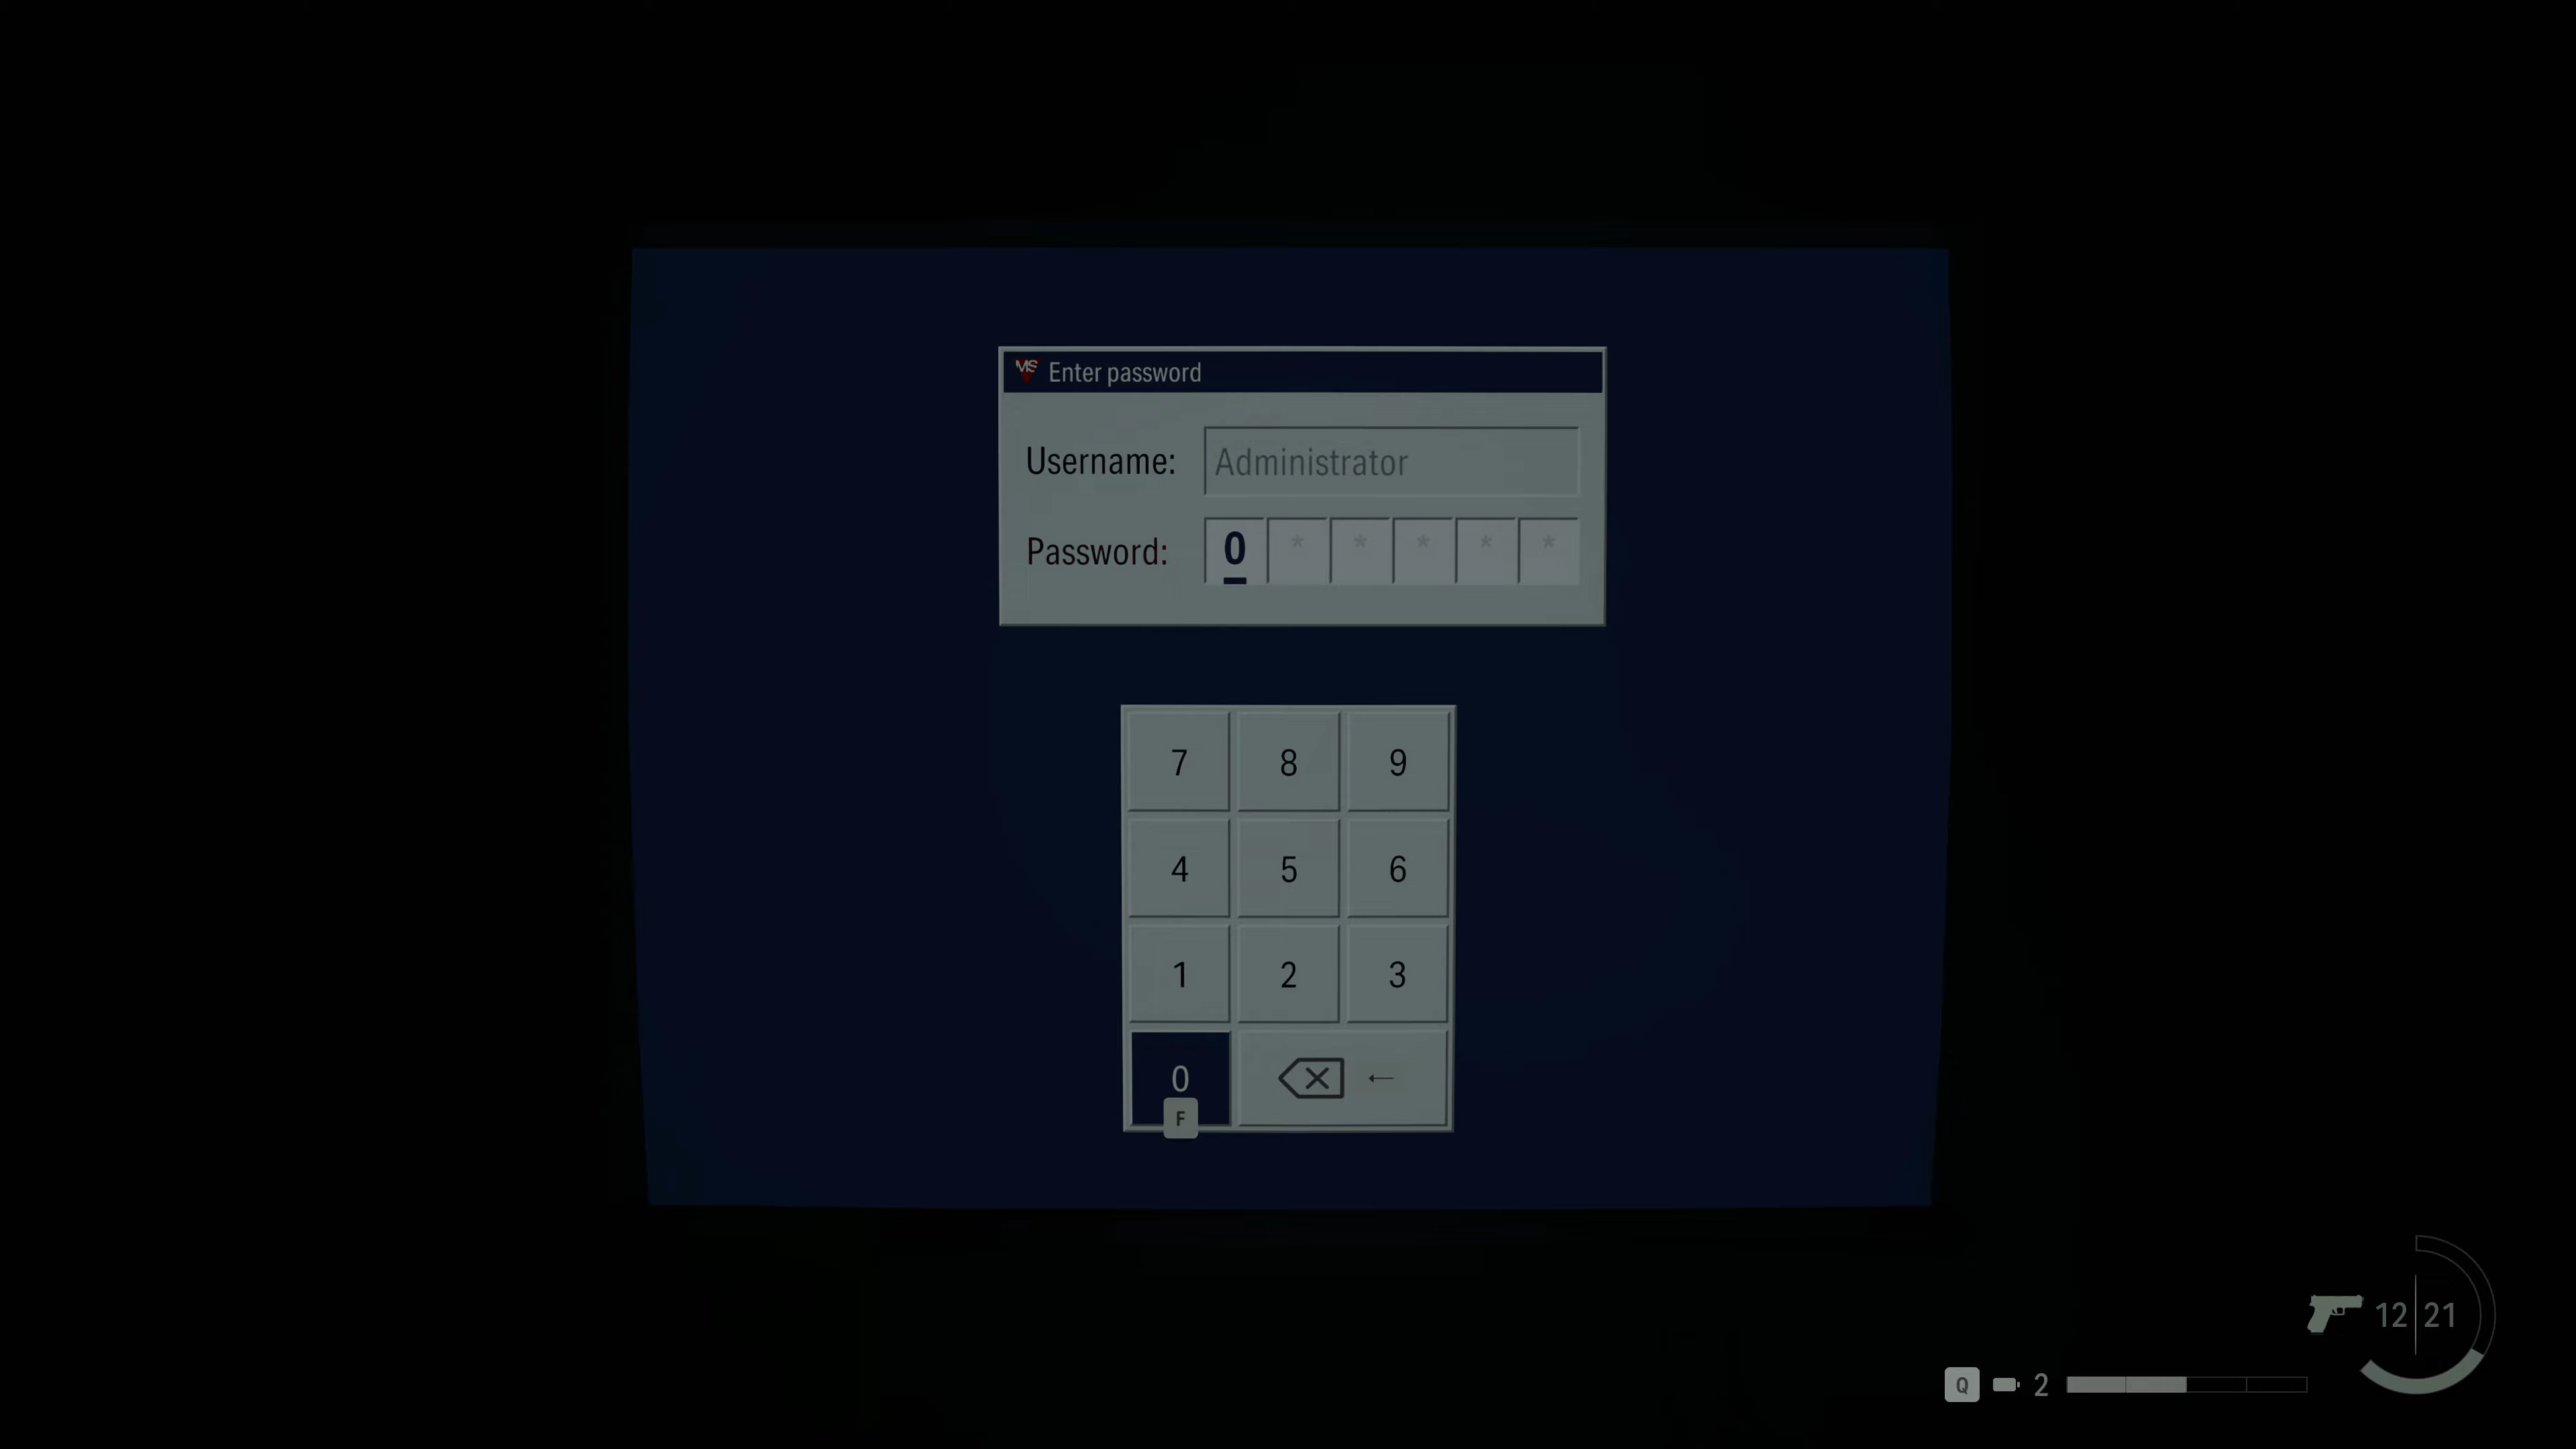 MS Enter password
Username: Administrator
Password: 0 * * * * *
7 8 9
4 5 6
1 2 3
0 ←
F
12 21
Q 2